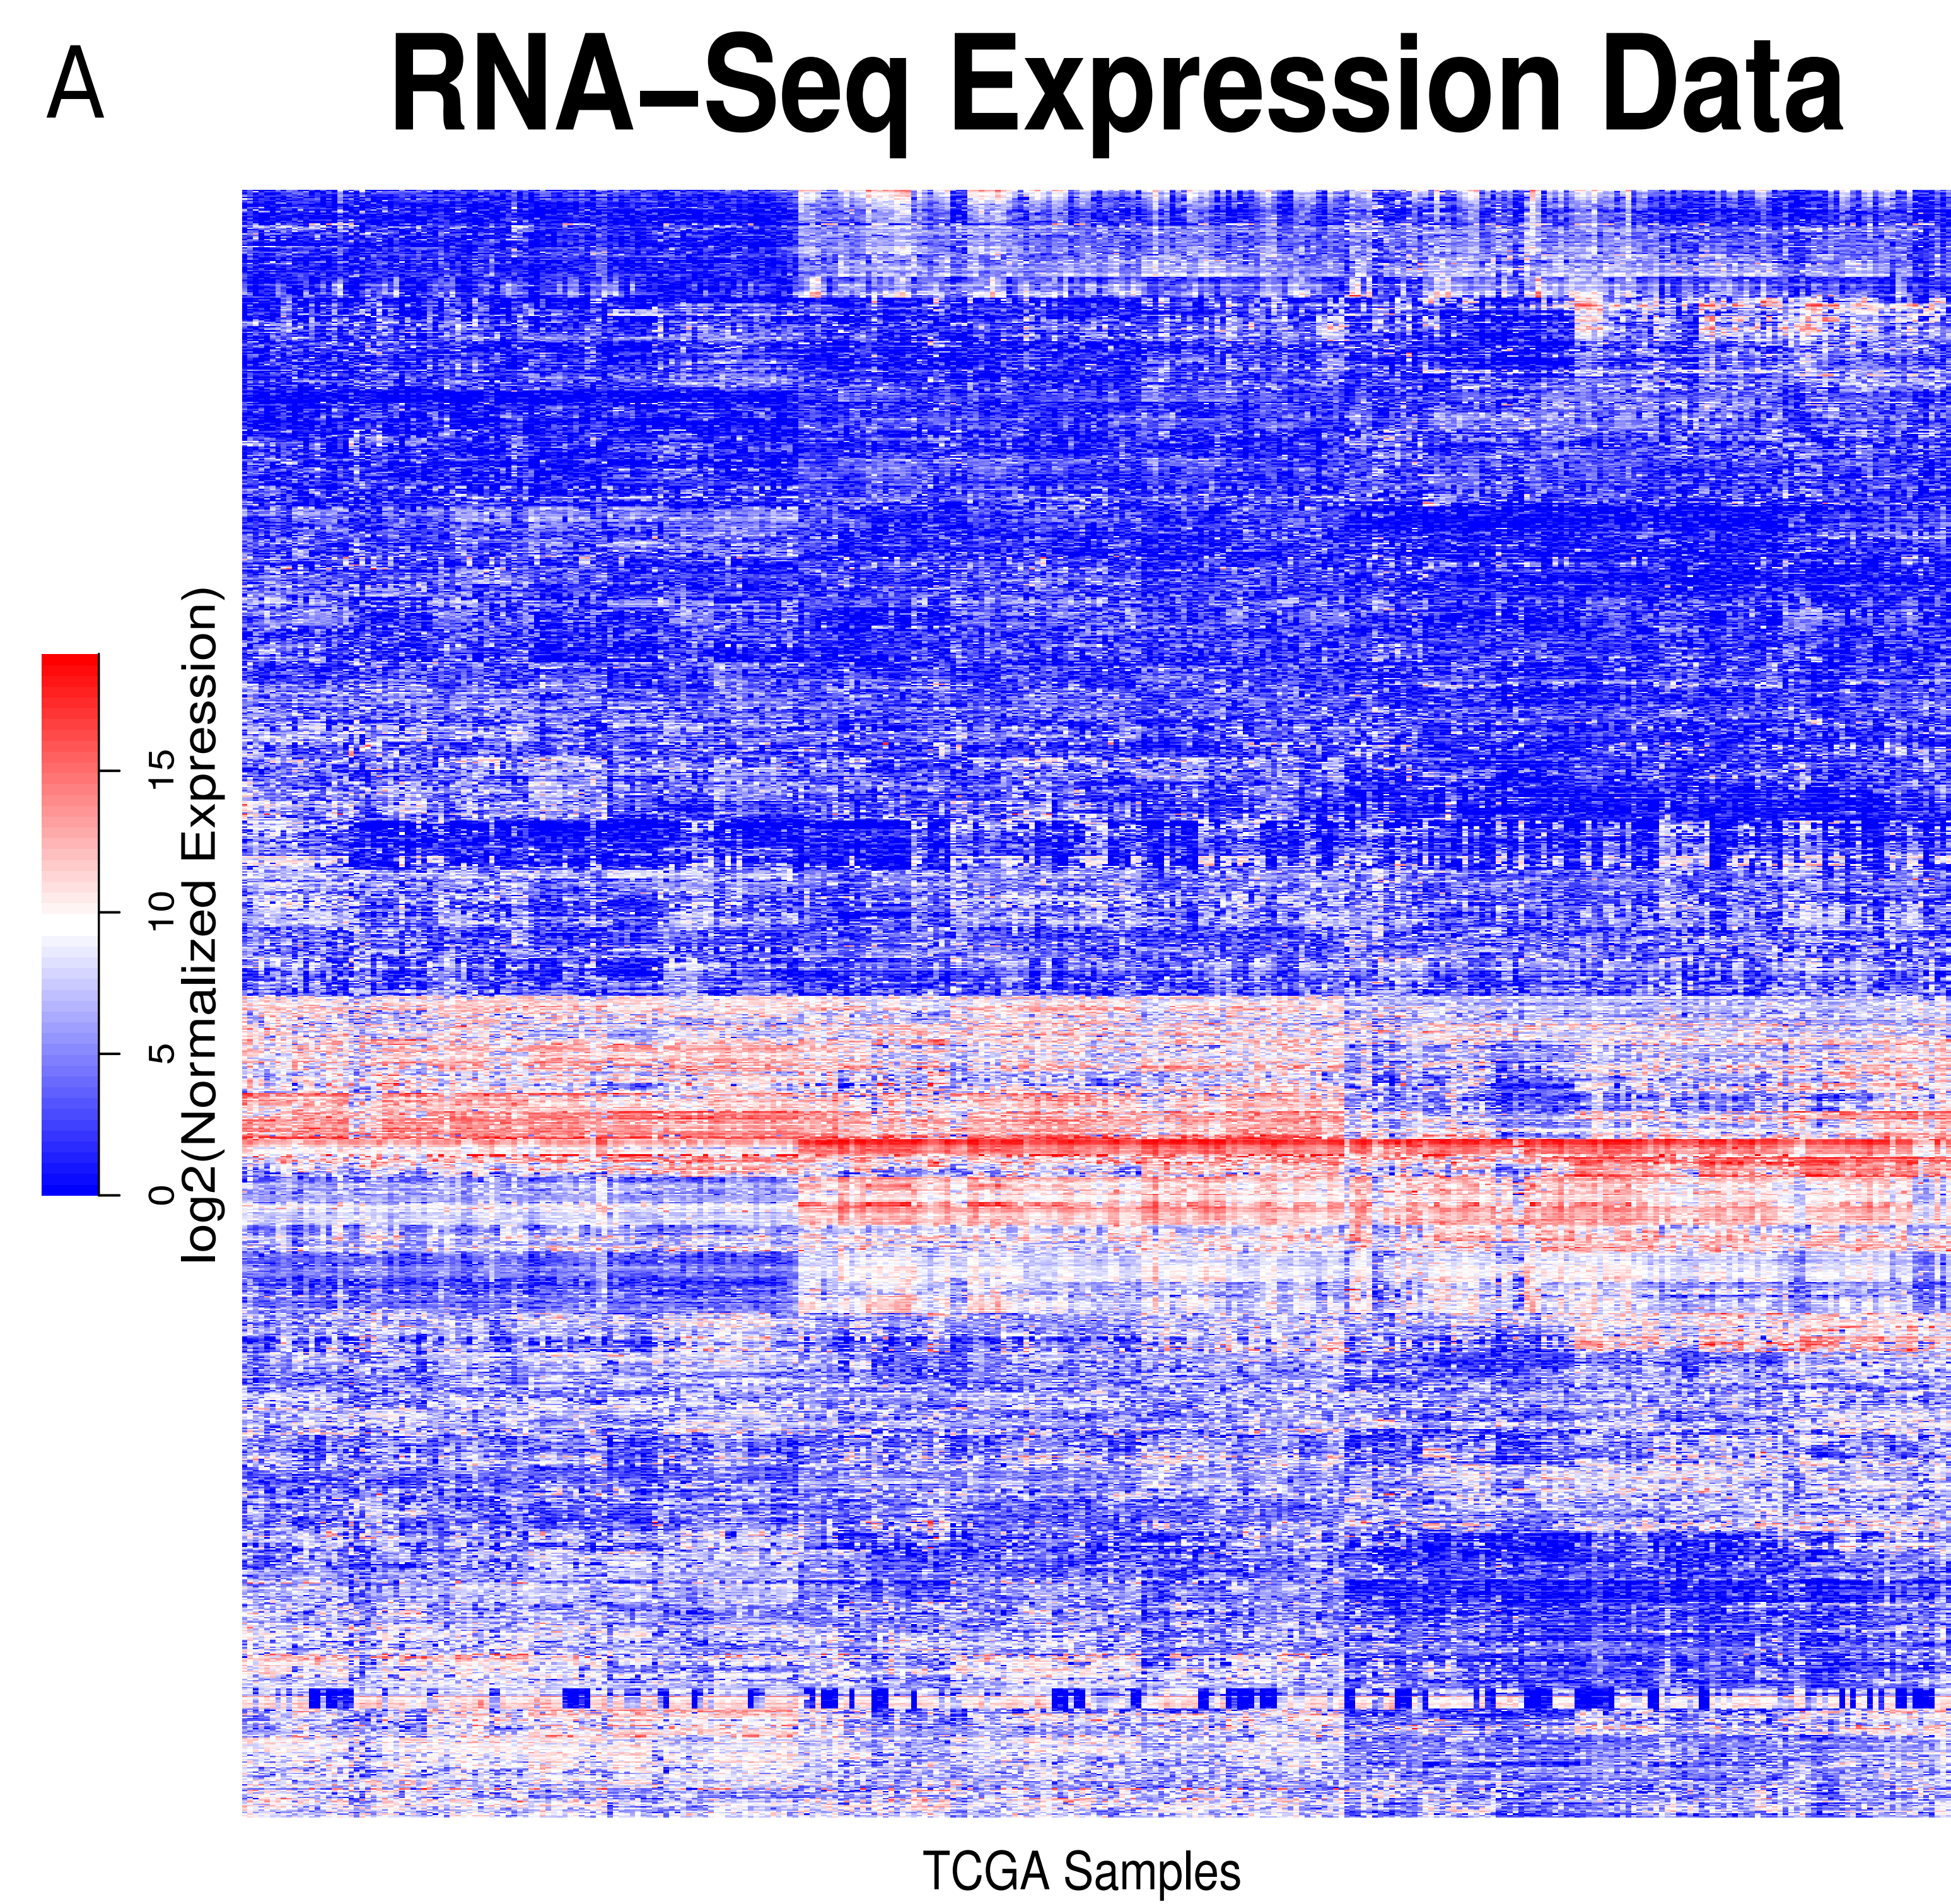 A
RNA-Seq Expression Data
15
10
5
0
log2(Normalized Expression)
TCGA Samples